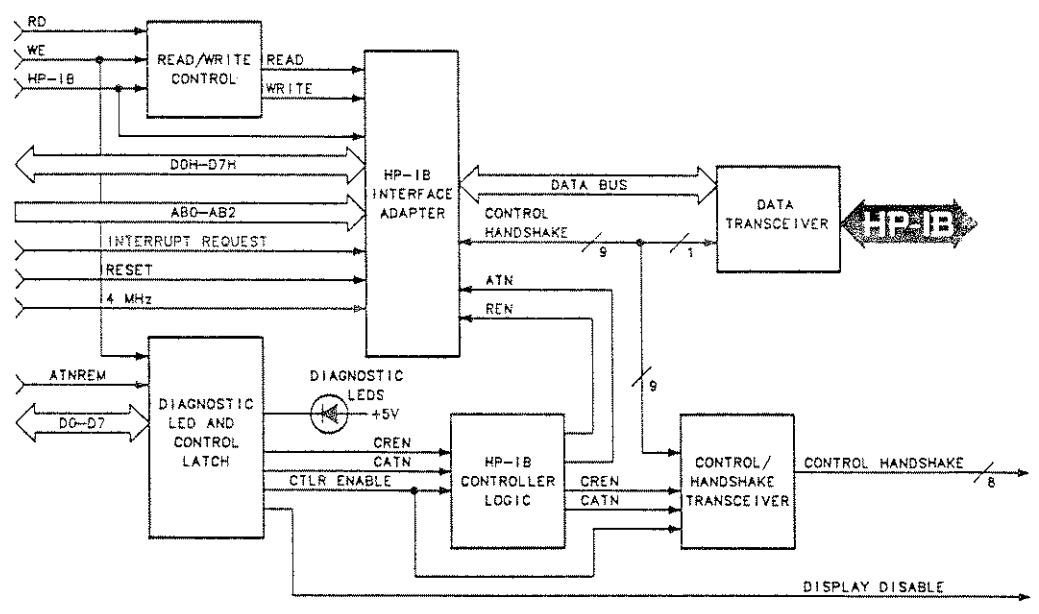 RD
WE
HP-IB
READ/WRITE
CONTROL
READ
WRITE
D0H-D7H
AB0-AB2
INTERRUPT REQUEST
RESET
4 MHz
HP-IB
INTERFACE
ADAPTER
DATA BUS
CONTROL
HANDSHAKE
9
1
DATA
TRANSCEIVER
HP-IB
ATN
REN
9
ATNREM
D0-D7
DIAGNOSTIC
LED AND
CONTROL
LATCH
DIAGNOSTIC
LEDS
+5V
CREN
CATN
CTLR ENABLE
HP-IB
CONTROLLER
LOGIC
CREN
CATN
CONTROL/
HANDSHAKE
TRANSCEIVER
CONTROL HANDSHAKE
8
DISPLAY DISABLE